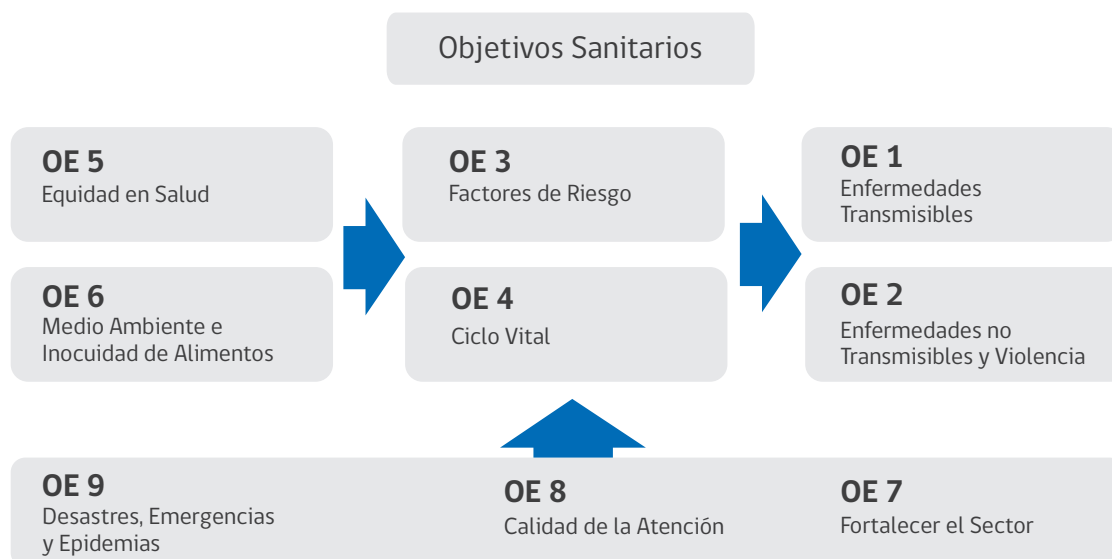 Objetivos Sanitarios
OE 5
Equidad en Salud
OE 3
Factores de Riesgo
OE 1
Enfermedades
Transmisibles
OE 6
Medio Ambiente e
Inocuidad de Alimentos
OE 4
Ciclo Vital
OE 2
Enfermedades no
Transmisibles y Violencia
OE 9
Desastres, Emergencias
y Epidemias
OE 8
Calidad de la Atención
OE 7
Fortalecer el Sector